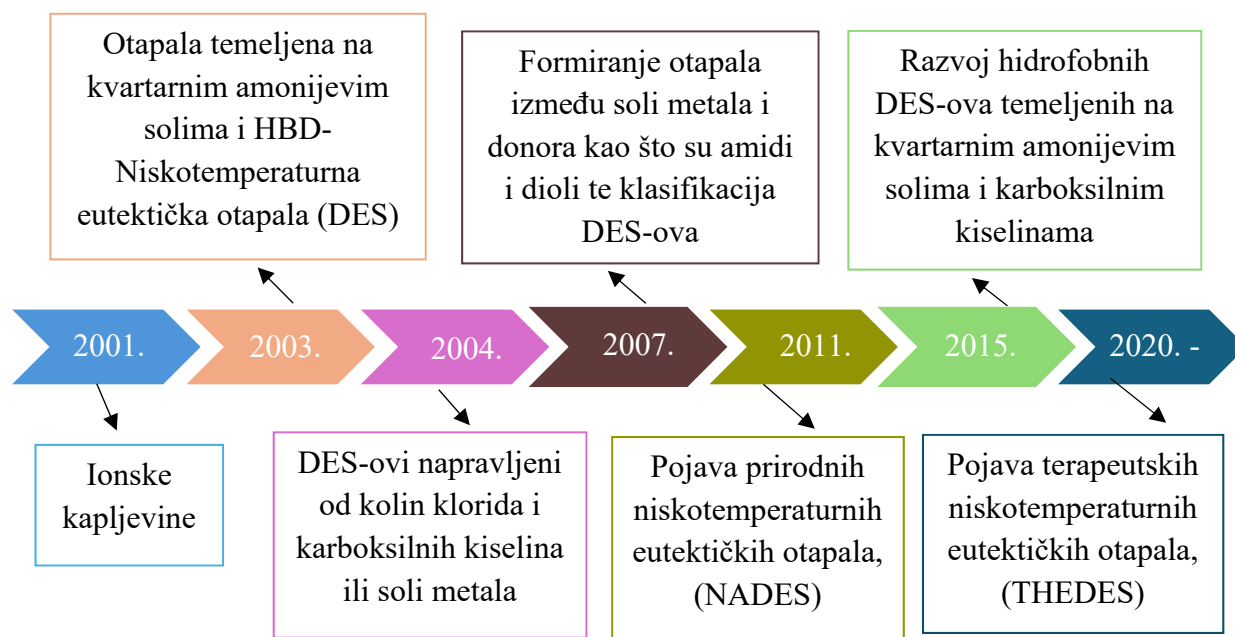 Otapala temeljena na
kvartarnim amonijevim
solima i HBD-
Niskotemperaturna
eutektička otapala (DES)
Formiranje otapala
između soli metala i
donora kao što su amidi
i dioli te klasifikacija
DES-ova
Razvoj hidrofobnih
DES-ova temeljenih na
kvartarnim amonijevim
solima i karboksilnim
kiselinama
2001.
2003.
2004.
2007.
2011.
2015.
2020. -
Ionske
kapljevine
DES-ovi napravljeni
od kolin klorida i
karboksilnih kiselina
ili soli metala
Pojava prirodnih
niskotemperaturnih
eutektičkih otapala,
(NADES)
Pojava terapeutskih
niskotemperaturnih
eutektičkih otapala,
(THEDES)